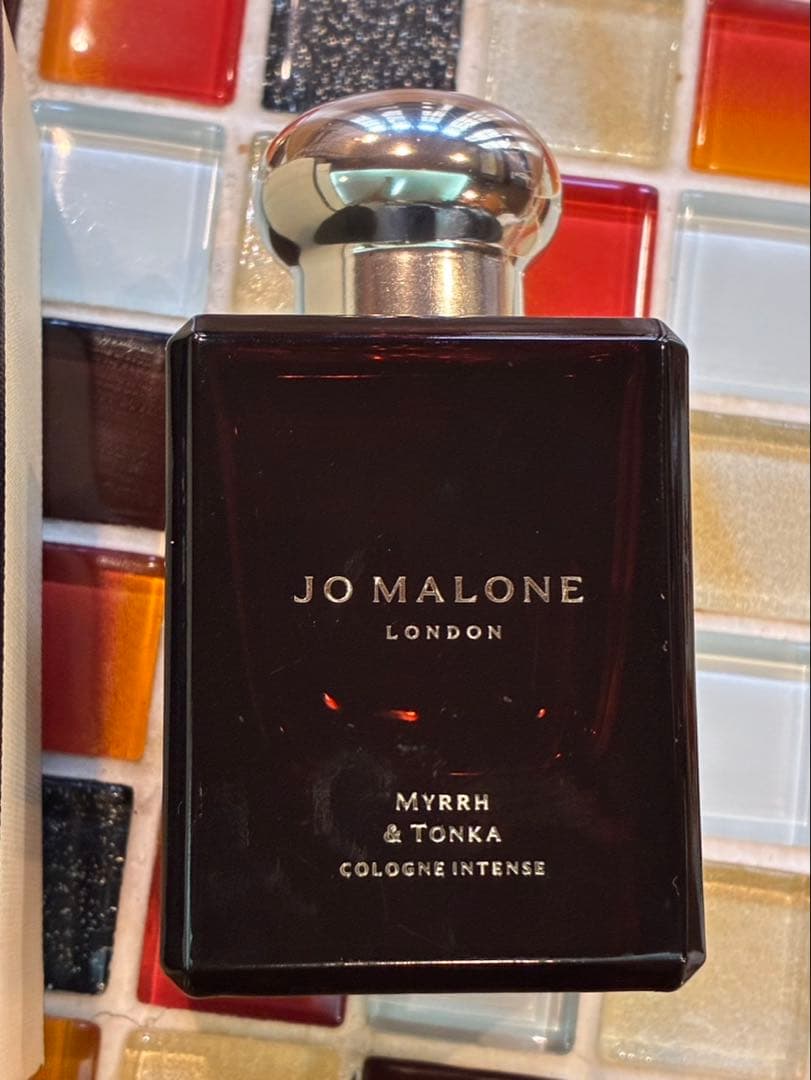 JO MALONE
LONDON
MYRRH
& TONKA
COLOGNE INTENSE